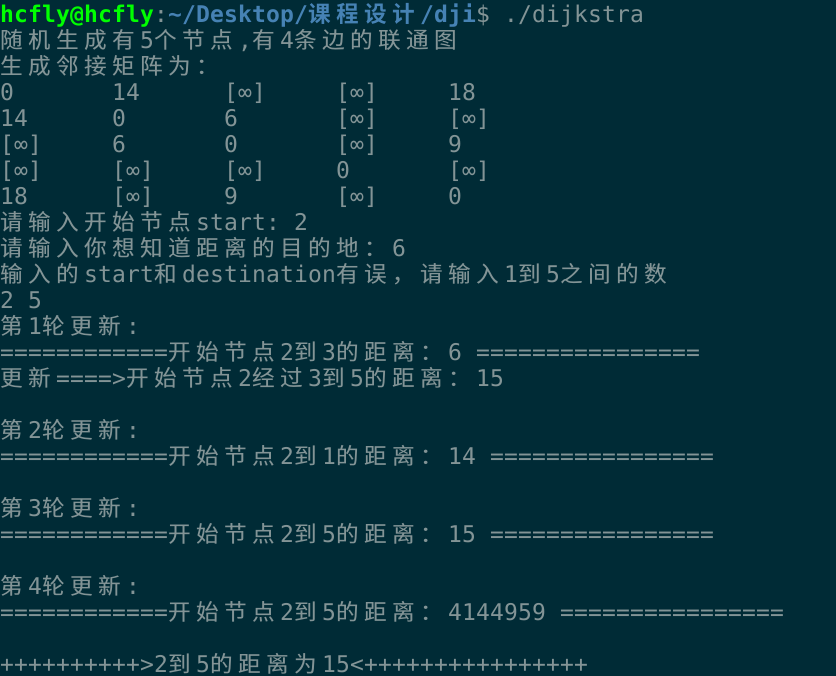 hcfly@hcfly:~/Desktop/课程设计/dji$ ./dijkstra
随机生成有5个节点,有4条边的联通图
生成邻接矩阵为:
0 14 [∞] [∞] 18
14 0 6 [∞] [∞]
[∞] 6 0 [∞] 9
[∞] [∞] [∞] 0 [∞]
18 [∞] 9 [∞] 0
请输入开始节点start: 2
请输入你想知道距离的目的地: 6
输入的start和destination有误, 请输入1到5之间的数
2 5
第1轮更新:
============开始节点2到3的距离: 6 ================
更新====>开始节点2经过3到5的距离: 15
第2轮更新:
============开始节点2到1的距离: 14 ================
第3轮更新:
============开始节点2到5的距离: 15 ================
第4轮更新:
============开始节点2到5的距离: 4144959 ================
++++++++++>2到5的距离为15<++++++++++++++++